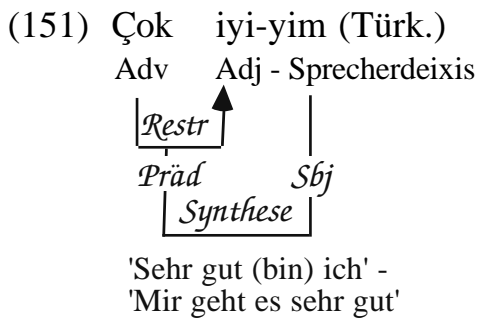 (151) Çok iyi-yim (Türk.)
Adv Adj - Sprecherdeixis
Restr
Präd Sbj
Synthese
'Sehr gut (bin) ich' -
'Mir geht es sehr gut'